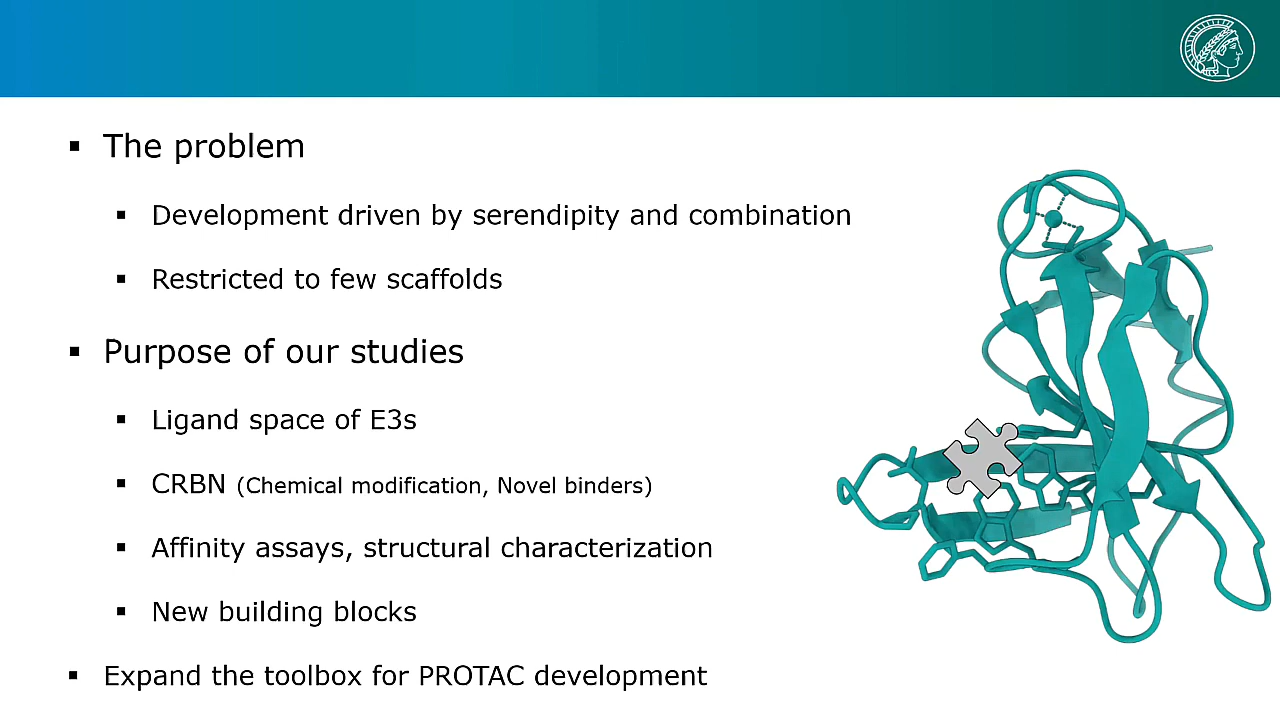 ▪ The problem
▪ Development driven by serendipity and combination
▪ Restricted to few scaffolds
▪ Purpose of our studies
▪ Ligand space of E3s
▪ CRBN (Chemical modification, Novel binders)
▪ Affinity assays, structural characterization
▪ New building blocks
▪ Expand the toolbox for PROTAC development